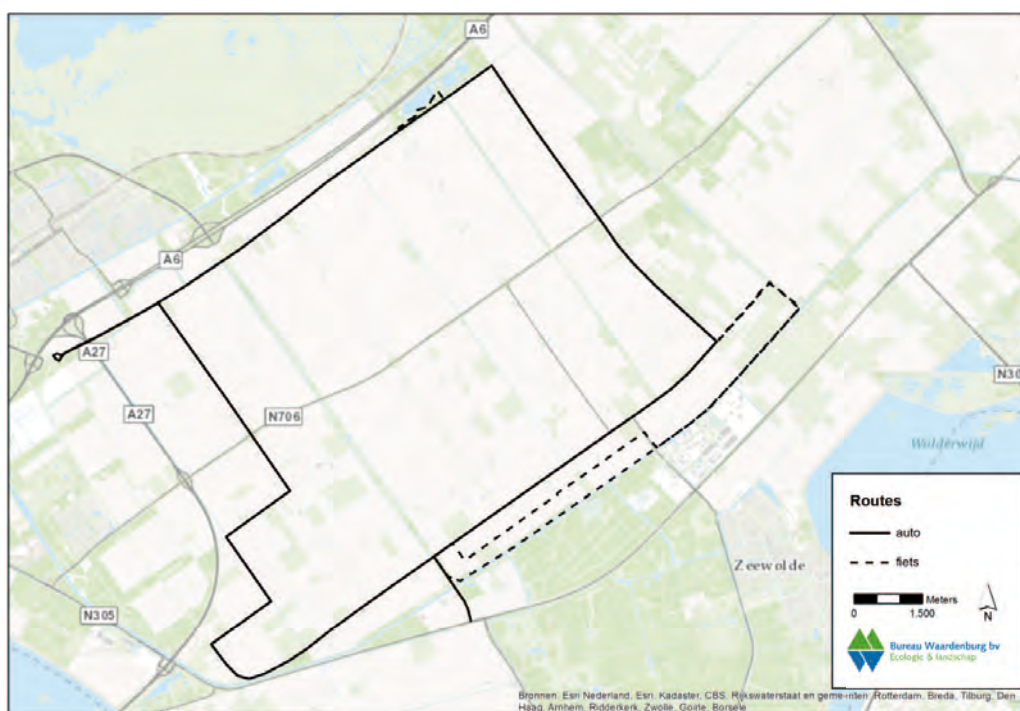 A6
A6
A27
A27
N706
N305
N30
Wolderwijd
Zeewolde
Routes
auto
fiets
Meters
0 1.500
N
Bureau Waardenburg bv
Ecologie & landschap
Bronnen: Esri Nederland, Esri, Kadaster, CBS, Rijkswaterstaat en gemeinten: Rotterdam, Breda, Tilburg, Den
Haag, Arnhem, Ridderkerk, Zwolle, Goirle, Borsele